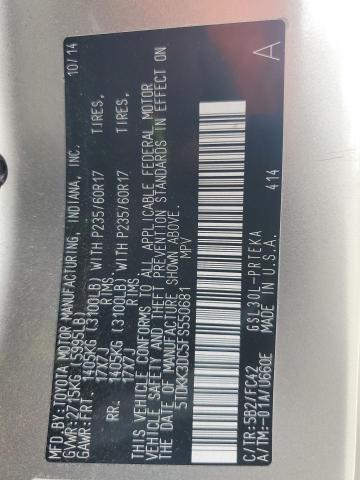 MFD.BY:TOYOTA MOTOR MANUFACTURING, INDIANA, INC. 10/14
GVWR:2715KG (5995LB)
GAWR:FRT. 1405KG (3100LB) WITH P235/60R17 TIRES,
17X7J RIMS
RR. 1405KG (3100LB) WITH P235/60R17 TIRES,
17X7J RIMS
THIS VEHICLE CONFORMS TO ALL APPLICABLE FEDERAL MOTOR
VEHICLE SAFETY AND THEFT PREVENTION STANDARDS IN EFFECT ON
THE DATE OF MANUFACTURE SHOWN ABOVE.
5TDKK3DC5FS550681 MPV
C/TR:5B2/FC42 GSL30L-PRTEKA
A/TM:-01A/U660E MADE IN U.S.A. 414
A